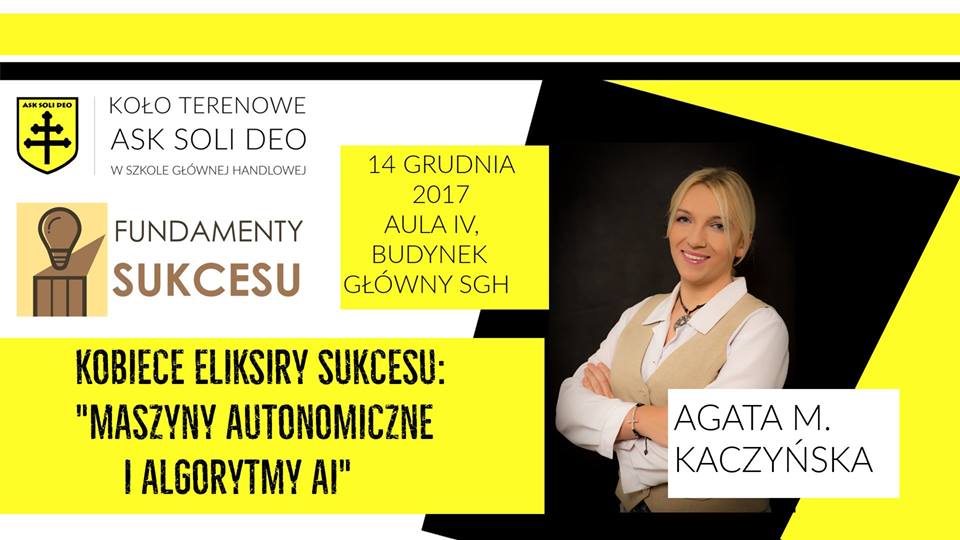 ASK SOLI DEO
KOŁO TERENOWE
ASK SOLI DEO
W SZKOLE GŁÓWNEJ HANDLOWEJ
FUNDAMENTY
SUKCESU
14 GRUDNIA
2017
AULA IV,
BUDYNEK
GŁÓWNY SGH
KOBIECE ELIKSIRY SUKCESU:
"MASZYNY AUTONOMICZNE
I ALGORYTMY AI"
AGATA M.
KACZYŃSKA